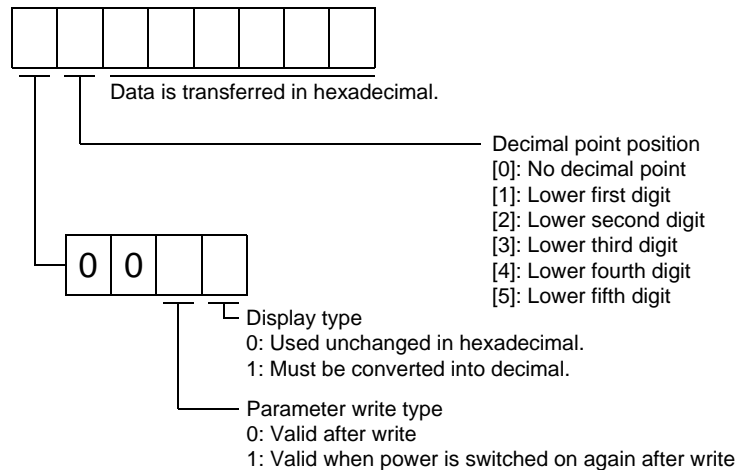 Data is transferred in hexadecimal.
Decimal point position
[0]: No decimal point
[1]: Lower first digit
[2]: Lower second digit
[3]: Lower third digit
[4]: Lower fourth digit
[5]: Lower fifth digit
0 0
Display type
0: Used unchanged in hexadecimal.
1: Must be converted into decimal.
Parameter write type
0: Valid after write
1: Valid when power is switched on again after write